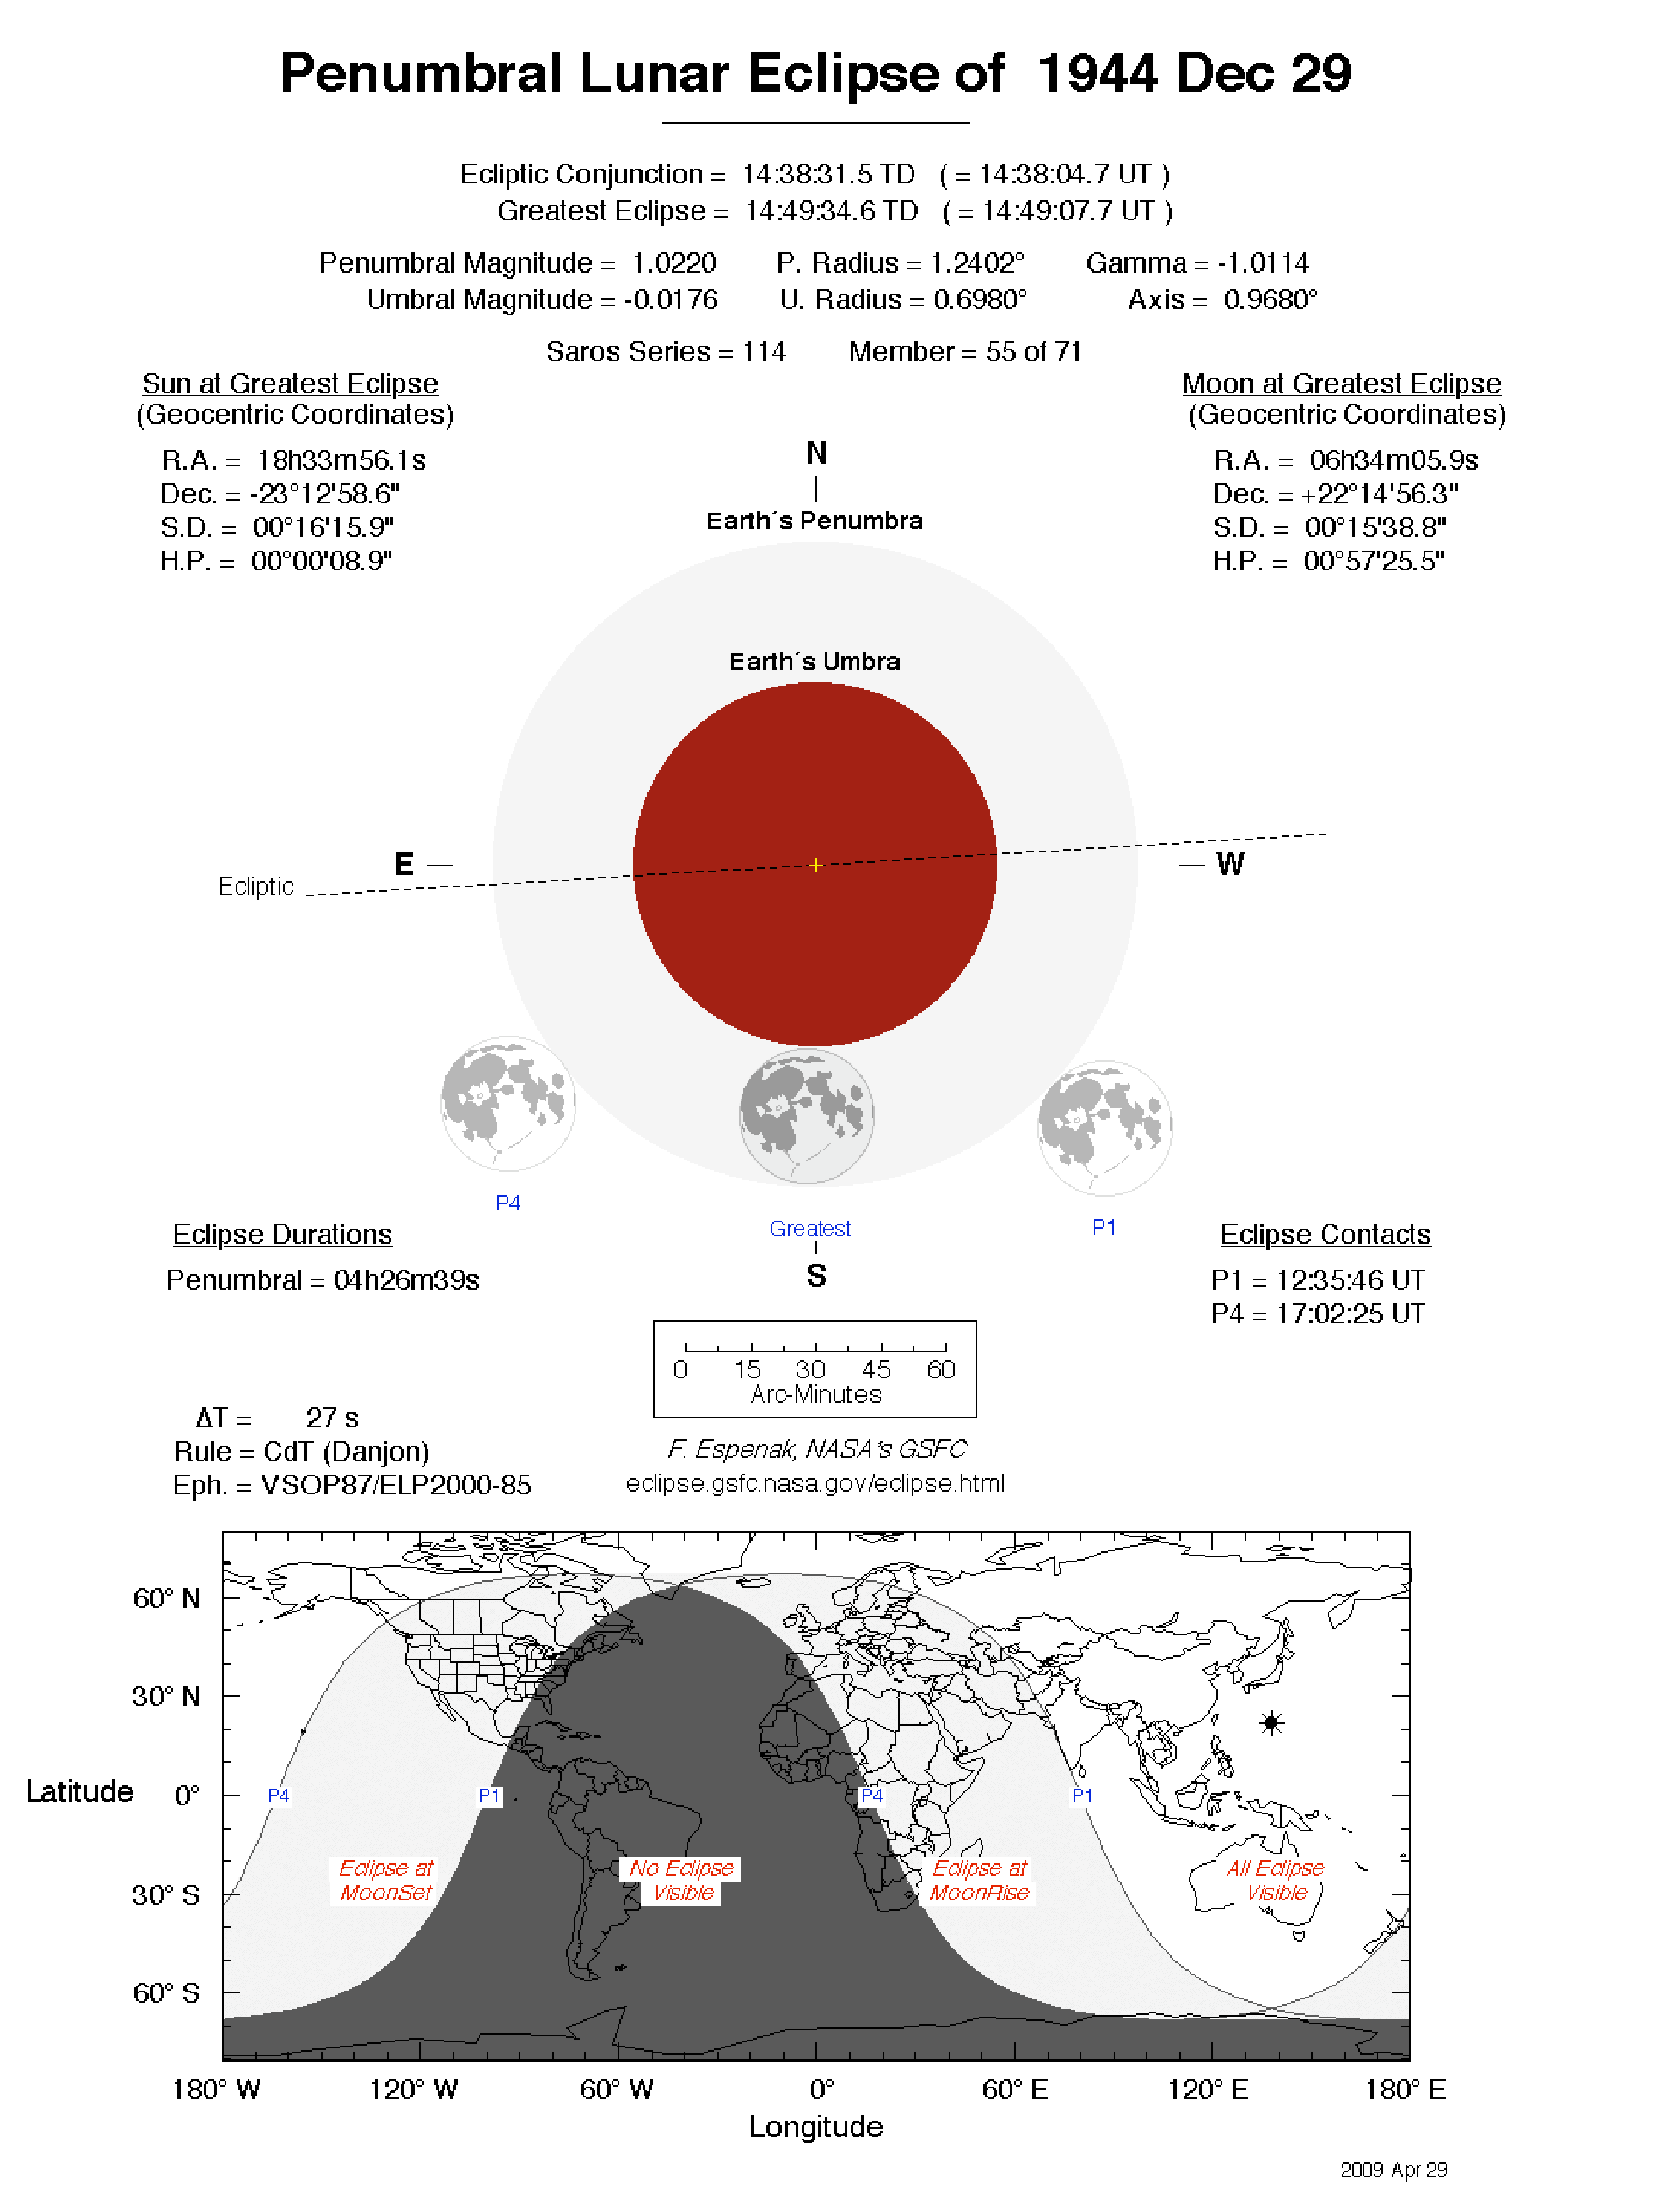 Penumbral Lunar Eclipse of 1944 Dec 29
Ecliptic Conjunction = 14:38:31.5 TD ( = 14:38:04.7 UT )
Greatest Eclipse = 14:49:34.6 TD ( = 14:49:07.7 UT )
Penumbral Magnitude = 1.0220 P. Radius = 1.2402° Gamma = -1.0114
Umbral Magnitude = -0.0176 U. Radius = 0.6980° Axis = 0.9680°
Saros Series = 114 Member = 55 of 71
Sun at Greatest Eclipse
(Geocentric Coordinates)
R.A. = 18h33m56.1s
Dec. = -23°12'58.6"
S.D. = 00°16'15.9"
H.P. = 00°00'08.9"
Moon at Greatest Eclipse
(Geocentric Coordinates)
R.A. = 06h34m05.9s
Dec. = +22°14'56.3"
S.D. = 00°15'38.8"
H.P. = 00°57'25.5"
N
Earth´s Penumbra
Earth´s Umbra
E
W
Ecliptic
P4
Greatest
P1
S
Eclipse Durations
Penumbral = 04h26m39s
Eclipse Contacts
P1 = 12:35:46 UT
P4 = 17:02:25 UT
0 15 30 45 60
Arc-Minutes
ΔT = 27 s
Rule = CdT (Danjon)
Eph. = VSOP87/ELP2000-85
F. Espenak, NASA's GSFC
eclipse.gsfc.nasa.gov/eclipse.html
60° N
30° N
Latitude 0°
30° S
60° S
P4 P1 P4 P1
Eclipse at
MoonSet
No Eclipse
Visible
Eclipse at
MoonRise
All Eclipse
Visible
180° W 120° W 60° W 0° 60° E 120° E 180° E
Longitude
2009 Apr 29